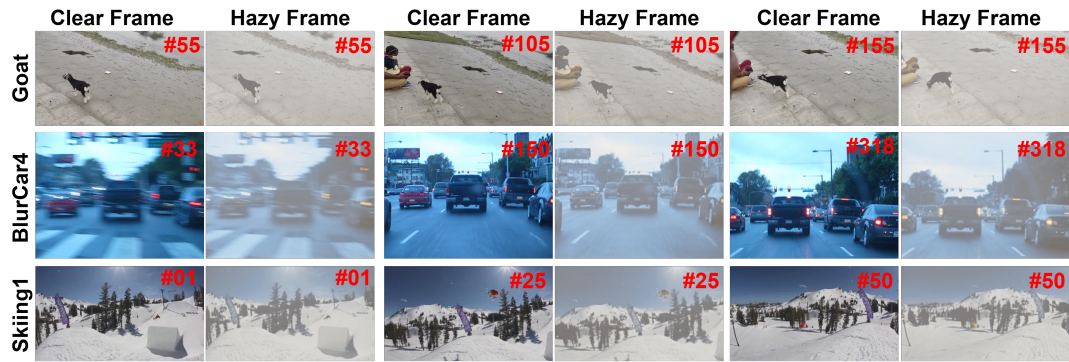 Clear Frame Hazy Frame Clear Frame Hazy Frame Clear Frame Hazy Frame
Goat #55 #55 #105 #105 #155 #155
BlurCar4 #33 #33 #150 #150 #318 #318
Skiing1 #01 #01 #25 #25 #50 #50